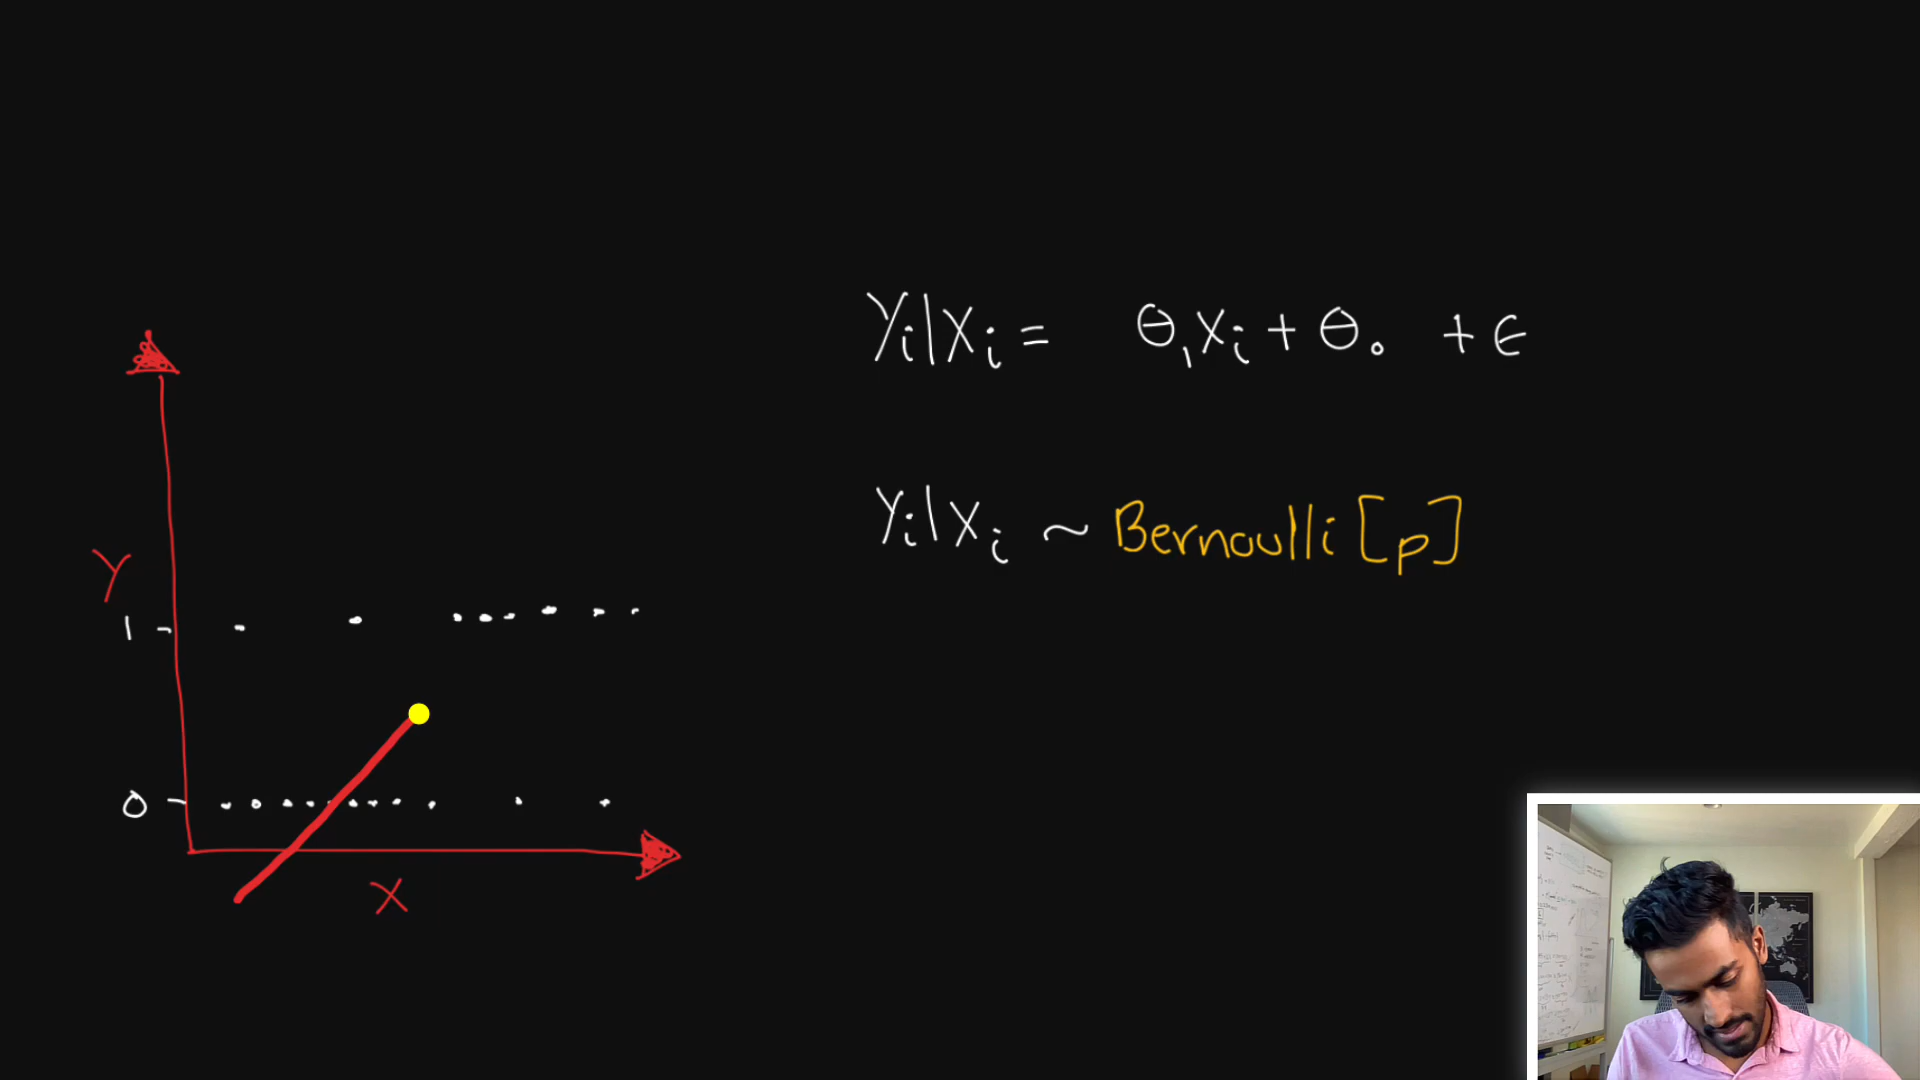 Yi|Xi = θ₁Xi + θ₀ + ϵ
Yi|Xi ~ Bernoulli [p]
Y
1
0
X